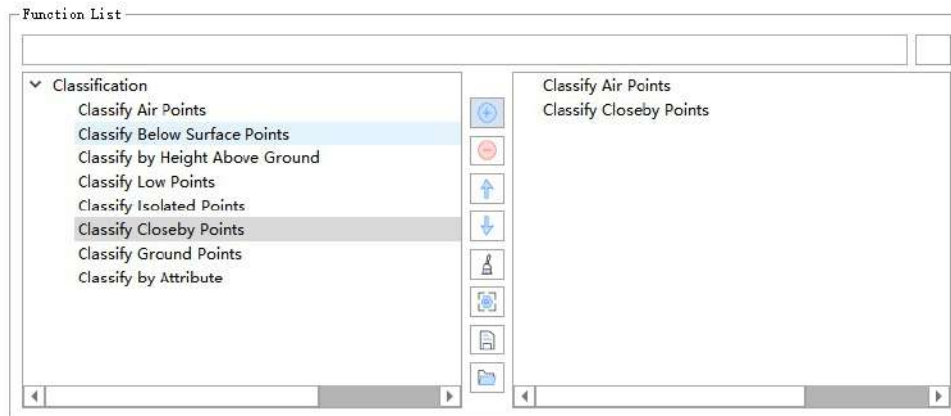 Function List
Classification
Classify Air Points
Classify Below Surface Points
Classify by Height Above Ground
Classify Low Points
Classify Isolated Points
Classify Closeby Points
Classify Ground Points
Classify by Attribute
Classify Air Points
Classify Closeby Points